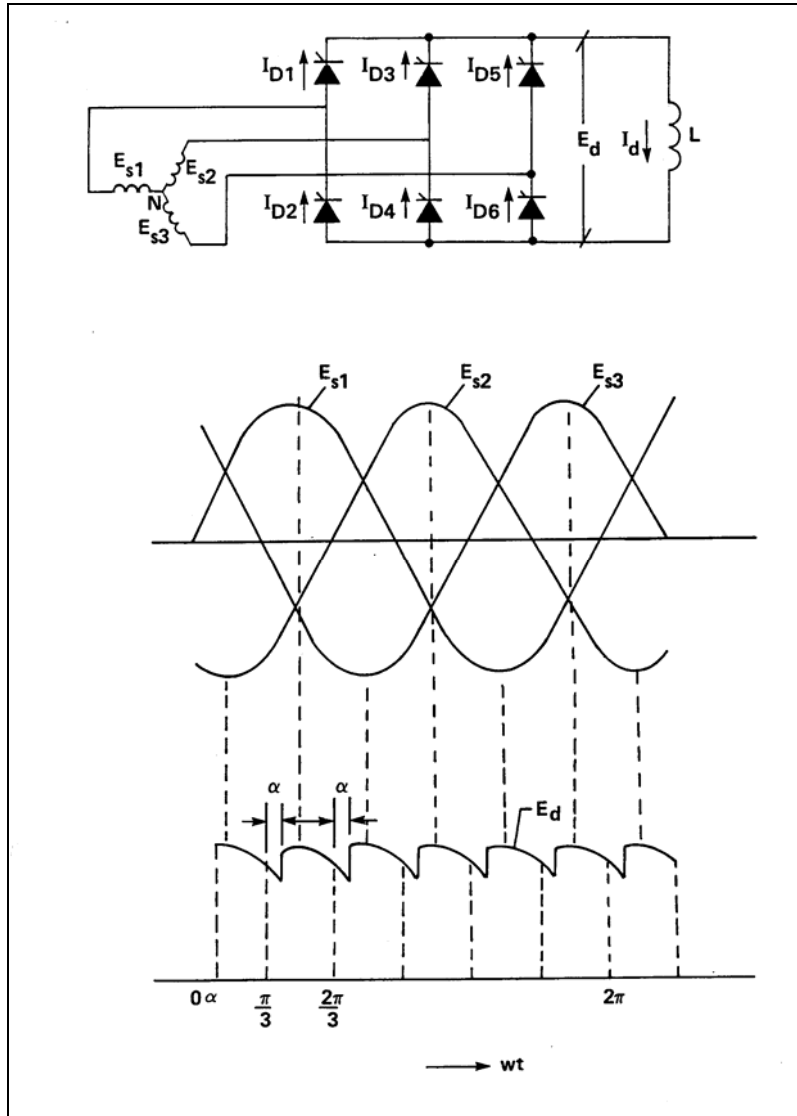 I_D1 I_D3 I_D5
E_s1 E_s2 E_d I_d L
N I_D2 I_D4 I_D6
E_s3
E_s1 E_s2 E_s3
α α
E_d
0 α π/3 2π/3 2π
wt